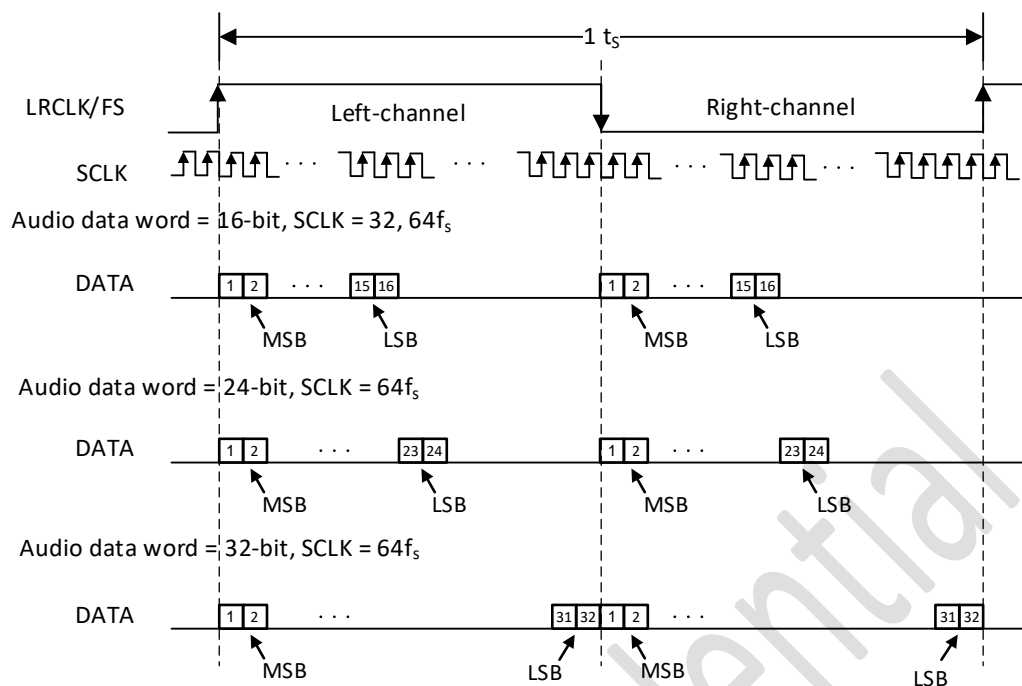 1 tS
LRCLK/FS
Left-channel
Right-channel
SCLK
. . .
. . .
. . .
. . .
Audio data word = 16-bit, SCLK = 32, 64fs
DATA
1 2 . . . 15 16 1 2 . . . 15 16
MSB LSB MSB LSB
Audio data word = 24-bit, SCLK = 64fs
DATA
1 2 . . . 23 24 1 2 . . . 23 24
MSB LSB MSB LSB
Audio data word = 32-bit, SCLK = 64fs
DATA
1 2 . . . 31 32 1 2 . . . 31 32
MSB LSB MSB LSB
dential